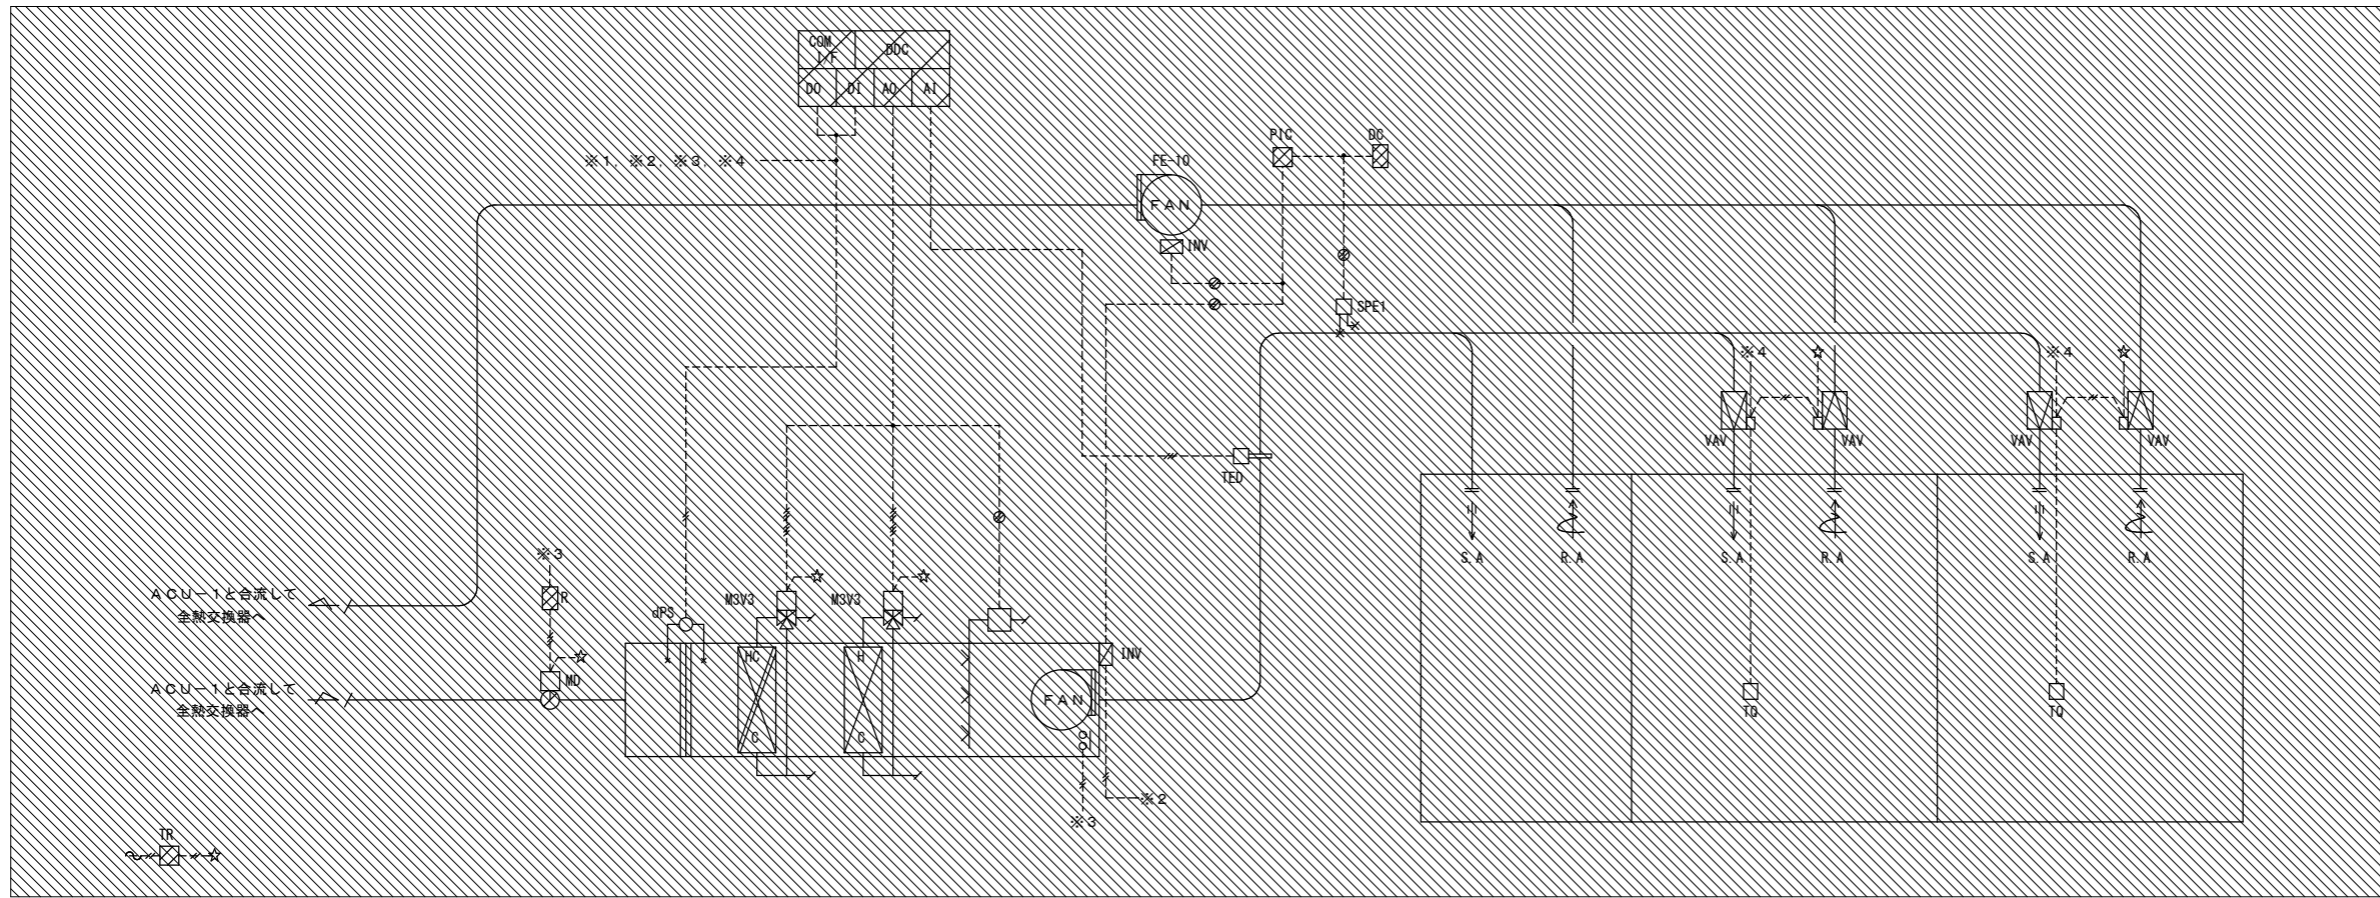 COM
I/F
DDC
DO
DI
AO
AI
※1, ※2, ※3, ※4
FE-10
FAN
INV
PIC
DC
SPE1
※4
☆
※4
☆
VAV
VAV
VAV
VAV
TED
S.A
R.A
S.A
R.A
S.A
R.A
※3
R
ACU-1と合流して
全熱交換器へ
☆
MD
ACU-1と合流して
全熱交換器へ
dPS
M3V3
☆
M3V3
☆
HC
C
H
C
FAN
INV
TQ
TQ
※2
※3
TR
☆